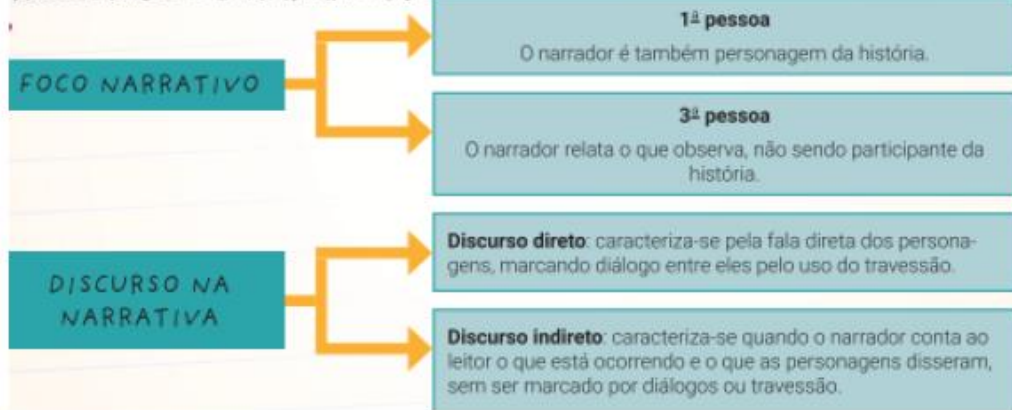 1ª pessoa
O narrador é também personagem da história.
FOCO NARRATIVO
3ª pessoa
O narrador relata o que observa, não sendo participante da
história.
Discurso direto: caracteriza-se pela fala direta dos persona-
gens, marcando diálogo entre eles pelo uso do travessão.
DISCURSO NA
NARRATIVA
Discurso indireto: caracteriza-se quando o narrador conta ao
leitor o que está ocorrendo e o que as personagens disseram,
sem ser marcado por diálogos ou travessão.